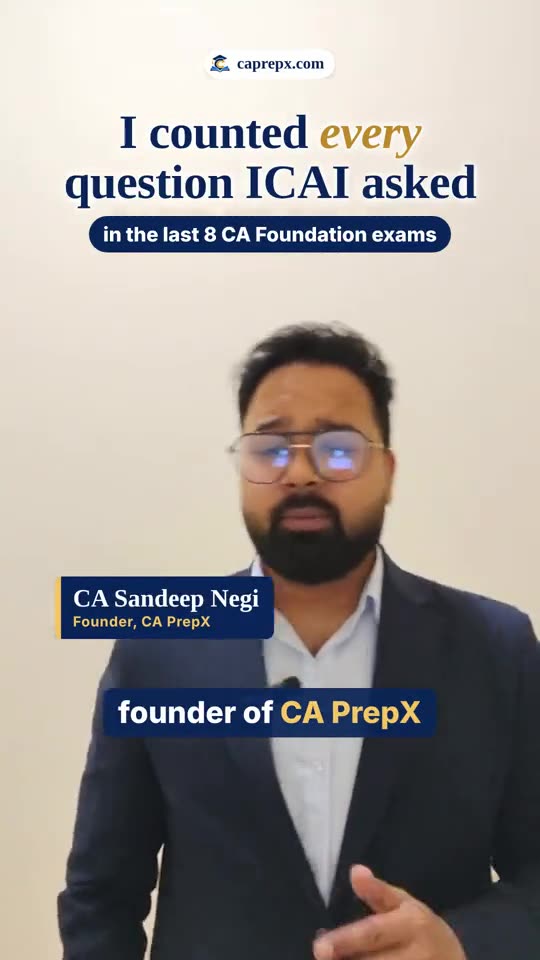 caprepx.com
I counted every
question ICAI asked
in the last 8 CA Foundation exams
CA Sandeep Negi
Founder, CA PrepX
founder of CA PrepX